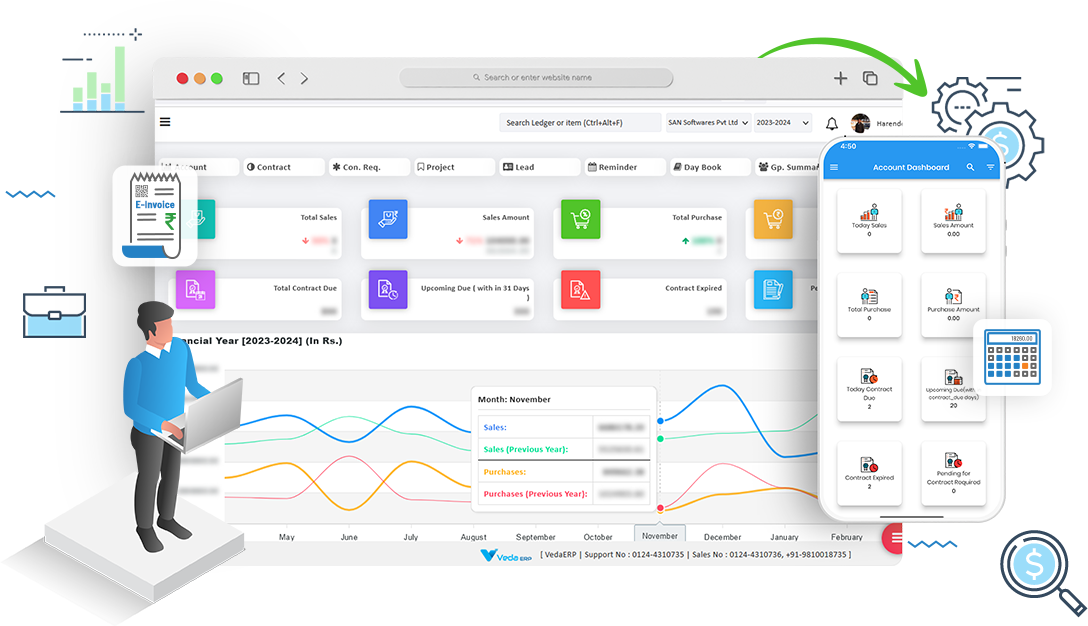 Search or enter website name
Search Ledger or item (Ctrl+Alt+F)
SAN Softwares Pvt Ltd
2023-2024
Contract
Con. Req.
Project
Lead
Reminder
Day Book
E-invoice
₹
Total Sales
Sales Amount
Total Purchase
Total Contract Due
Upcoming Due ( with in 31 Days
)
Contract Expired
Financial Year [2023-2024] (In Rs.)
Month: November
Sales:
Sales (Previous Year):
Purchases:
Purchases (Previous Year):
May
June
July
August
September
October
November
December
January
February
Veda ERP
[ VedaERP | Support No : 0124-4310735 | Sales No : 0124-4310736, +91-9810018735 ]
4:50
Account Dashboard
Today Sales
0
Sales Amount
0.00
Total Purchase
0
Purchase Amount
0.00
Today Contract
Due
2
Upcoming Due(with
contract_due days)
20
Contract Expired
2
Pending for
Contract Required
0
18260.00
$
$